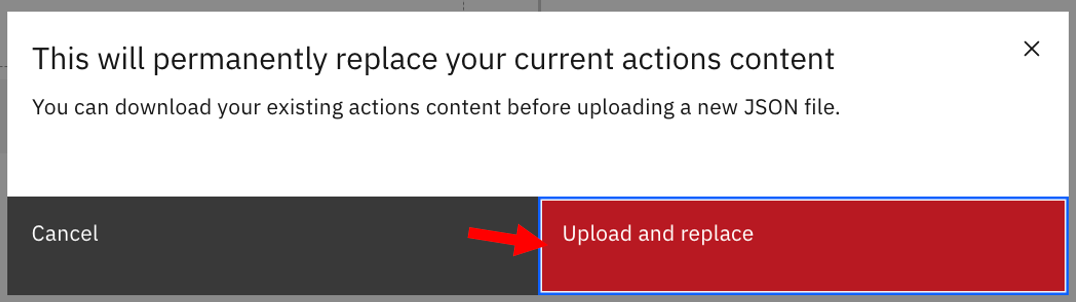 This will permanently replace your current actions content
You can download your existing actions content before uploading a new JSON file.
Cancel
Upload and replace